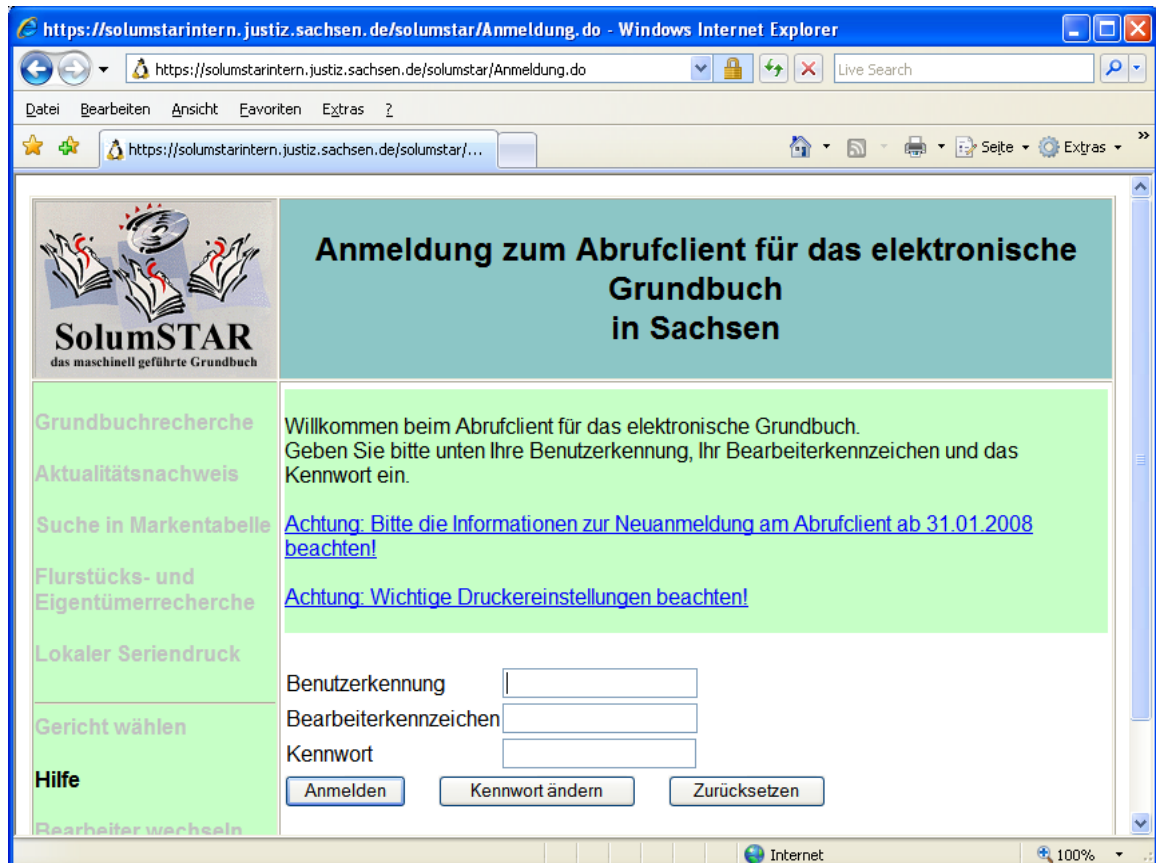 https://solumstarintern.justiz.sachsen.de/solumstar/Anmeldung.do - Windows Internet Explorer
https://solumstarintern.justiz.sachsen.de/solumstar/Anmeldung.do
Live Search
Datei Bearbeiten Ansicht Favoriten Extras ?
https://solumstarintern.justiz.sachsen.de/solumstar/...
Seite Extras »
SolumSTAR
das maschinell geführte Grundbuch
Anmeldung zum Abrufclient für das elektronische
Grundbuch
in Sachsen
Grundbuchrecherche
Aktualitätsnachweis
Suche in Markentabelle
Flurstücks- und
Eigentümerrecherche
Lokaler Seriendruck
Gericht wählen
Hilfe
Bearbeiter wechseln
Willkommen beim Abrufclient für das elektronische Grundbuch.
Geben Sie bitte unten Ihre Benutzerkennung, Ihr Bearbeiterkennzeichen und das
Kennwort ein.
Achtung: Bitte die Informationen zur Neuanmeldung am Abrufclient ab 31.01.2008
beachten!
Achtung: Wichtige Druckereinstellungen beachten!
Benutzerkennung
Bearbeiterkennzeichen
Kennwort
Anmelden Kennwort ändern Zurücksetzen
Internet 100%